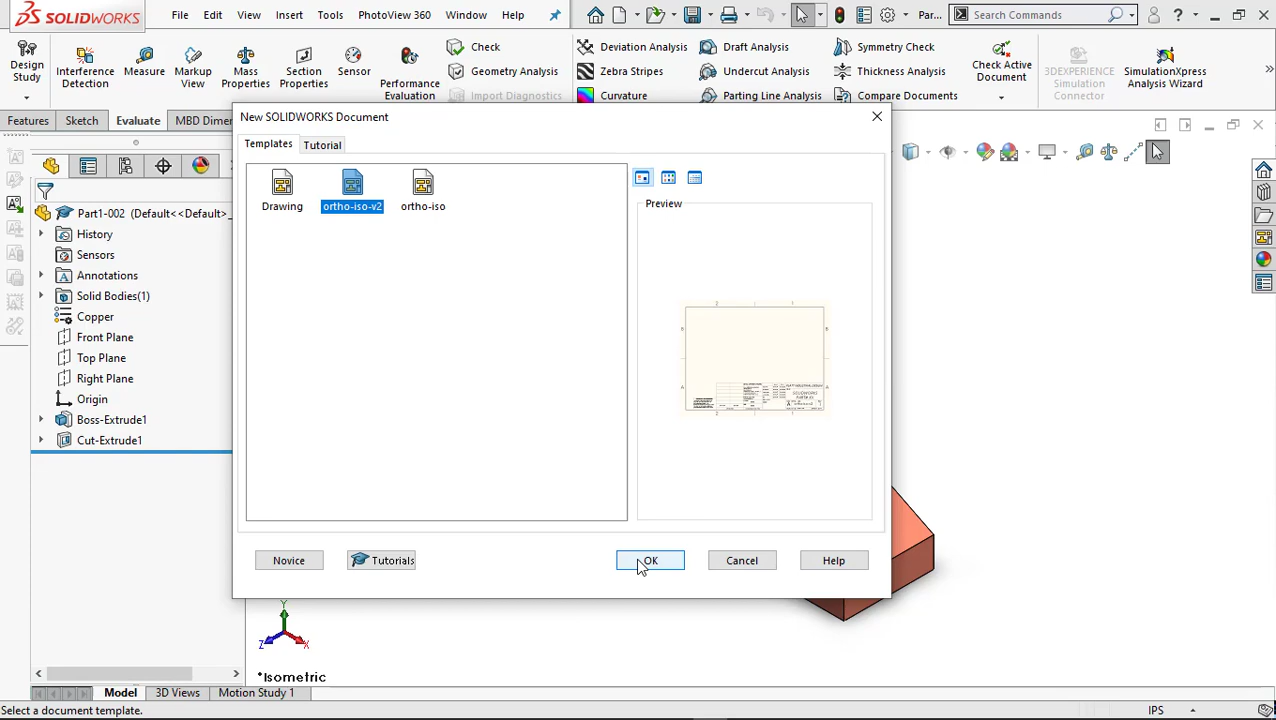 SOLIDWORKS File Edit View Insert Tools PhotoView 360 Window Help Par... Search Commands
Design Study
Interference Detection
Measure
Markup View
Mass Properties
Section Properties
Sensor
Performance Evaluation
Check
Geometry Analysis
Import Diagnostics
Deviation Analysis
Zebra Stripes
Curvature
Draft Analysis
Undercut Analysis
Parting Line Analysis
Symmetry Check
Thickness Analysis
Compare Documents
Check Active Document
3DEXPERIENCE Simulation Connector
SimulationXpress Analysis Wizard
Features Sketch Evaluate MBD Dimen
New SOLIDWORKS Document
Templates Tutorial
Drawing ortho-iso-v2 ortho-iso
Preview
SOLIDWORKS
Novice Tutorials OK Cancel Help
Part1-002 (Default<<Default>_
History
Sensors
Annotations
Solid Bodies(1)
Copper
Front Plane
Top Plane
Right Plane
Origin
Boss-Extrude1
Cut-Extrude1
Y
Z X
*Isometric
Model 3D Views Motion Study 1
Select a document template. IPS